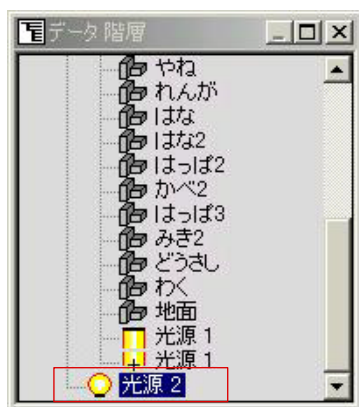 データ階層
やね
れんが
はな
はな2
はっぱ2
かべ2
はっぱ3
みき2
どうさし
わく
地面
光源 1
光源 1
光源 2